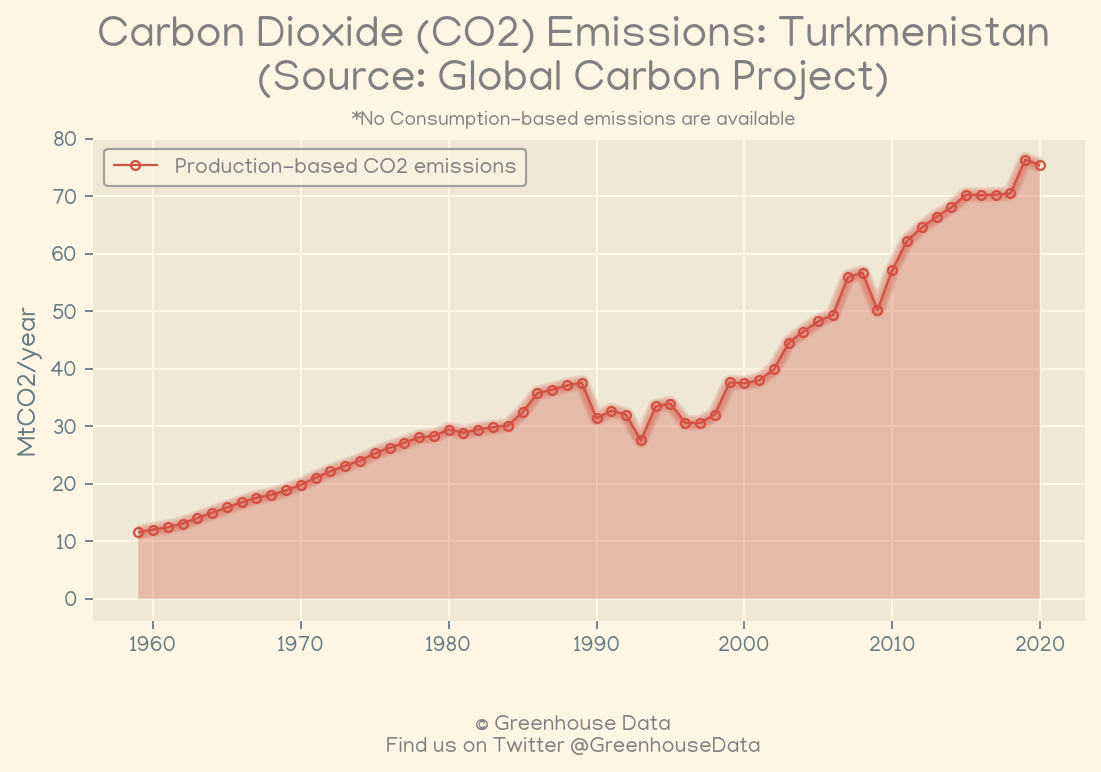 Carbon Dioxide (CO2) Emissions: Turkmenistan
(Source: Global Carbon Project)
*No Consumption-based emissions are available
Production-based CO2 emissions
MtCO2/year
80
70
60
50
40
30
20
10
0
1960 1970 1980 1990 2000 2010 2020
© Greenhouse Data
Find us on Twitter @GreenhouseData